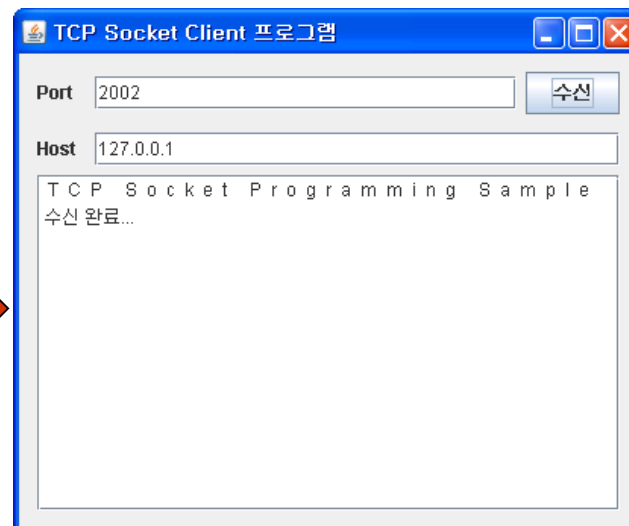 TCP Socket Client 프로그램
Port 2002 수신
Host 127.0.0.1
T C P S o c k e t P r o g r a m m i n g S a m p l e
수신 완료...